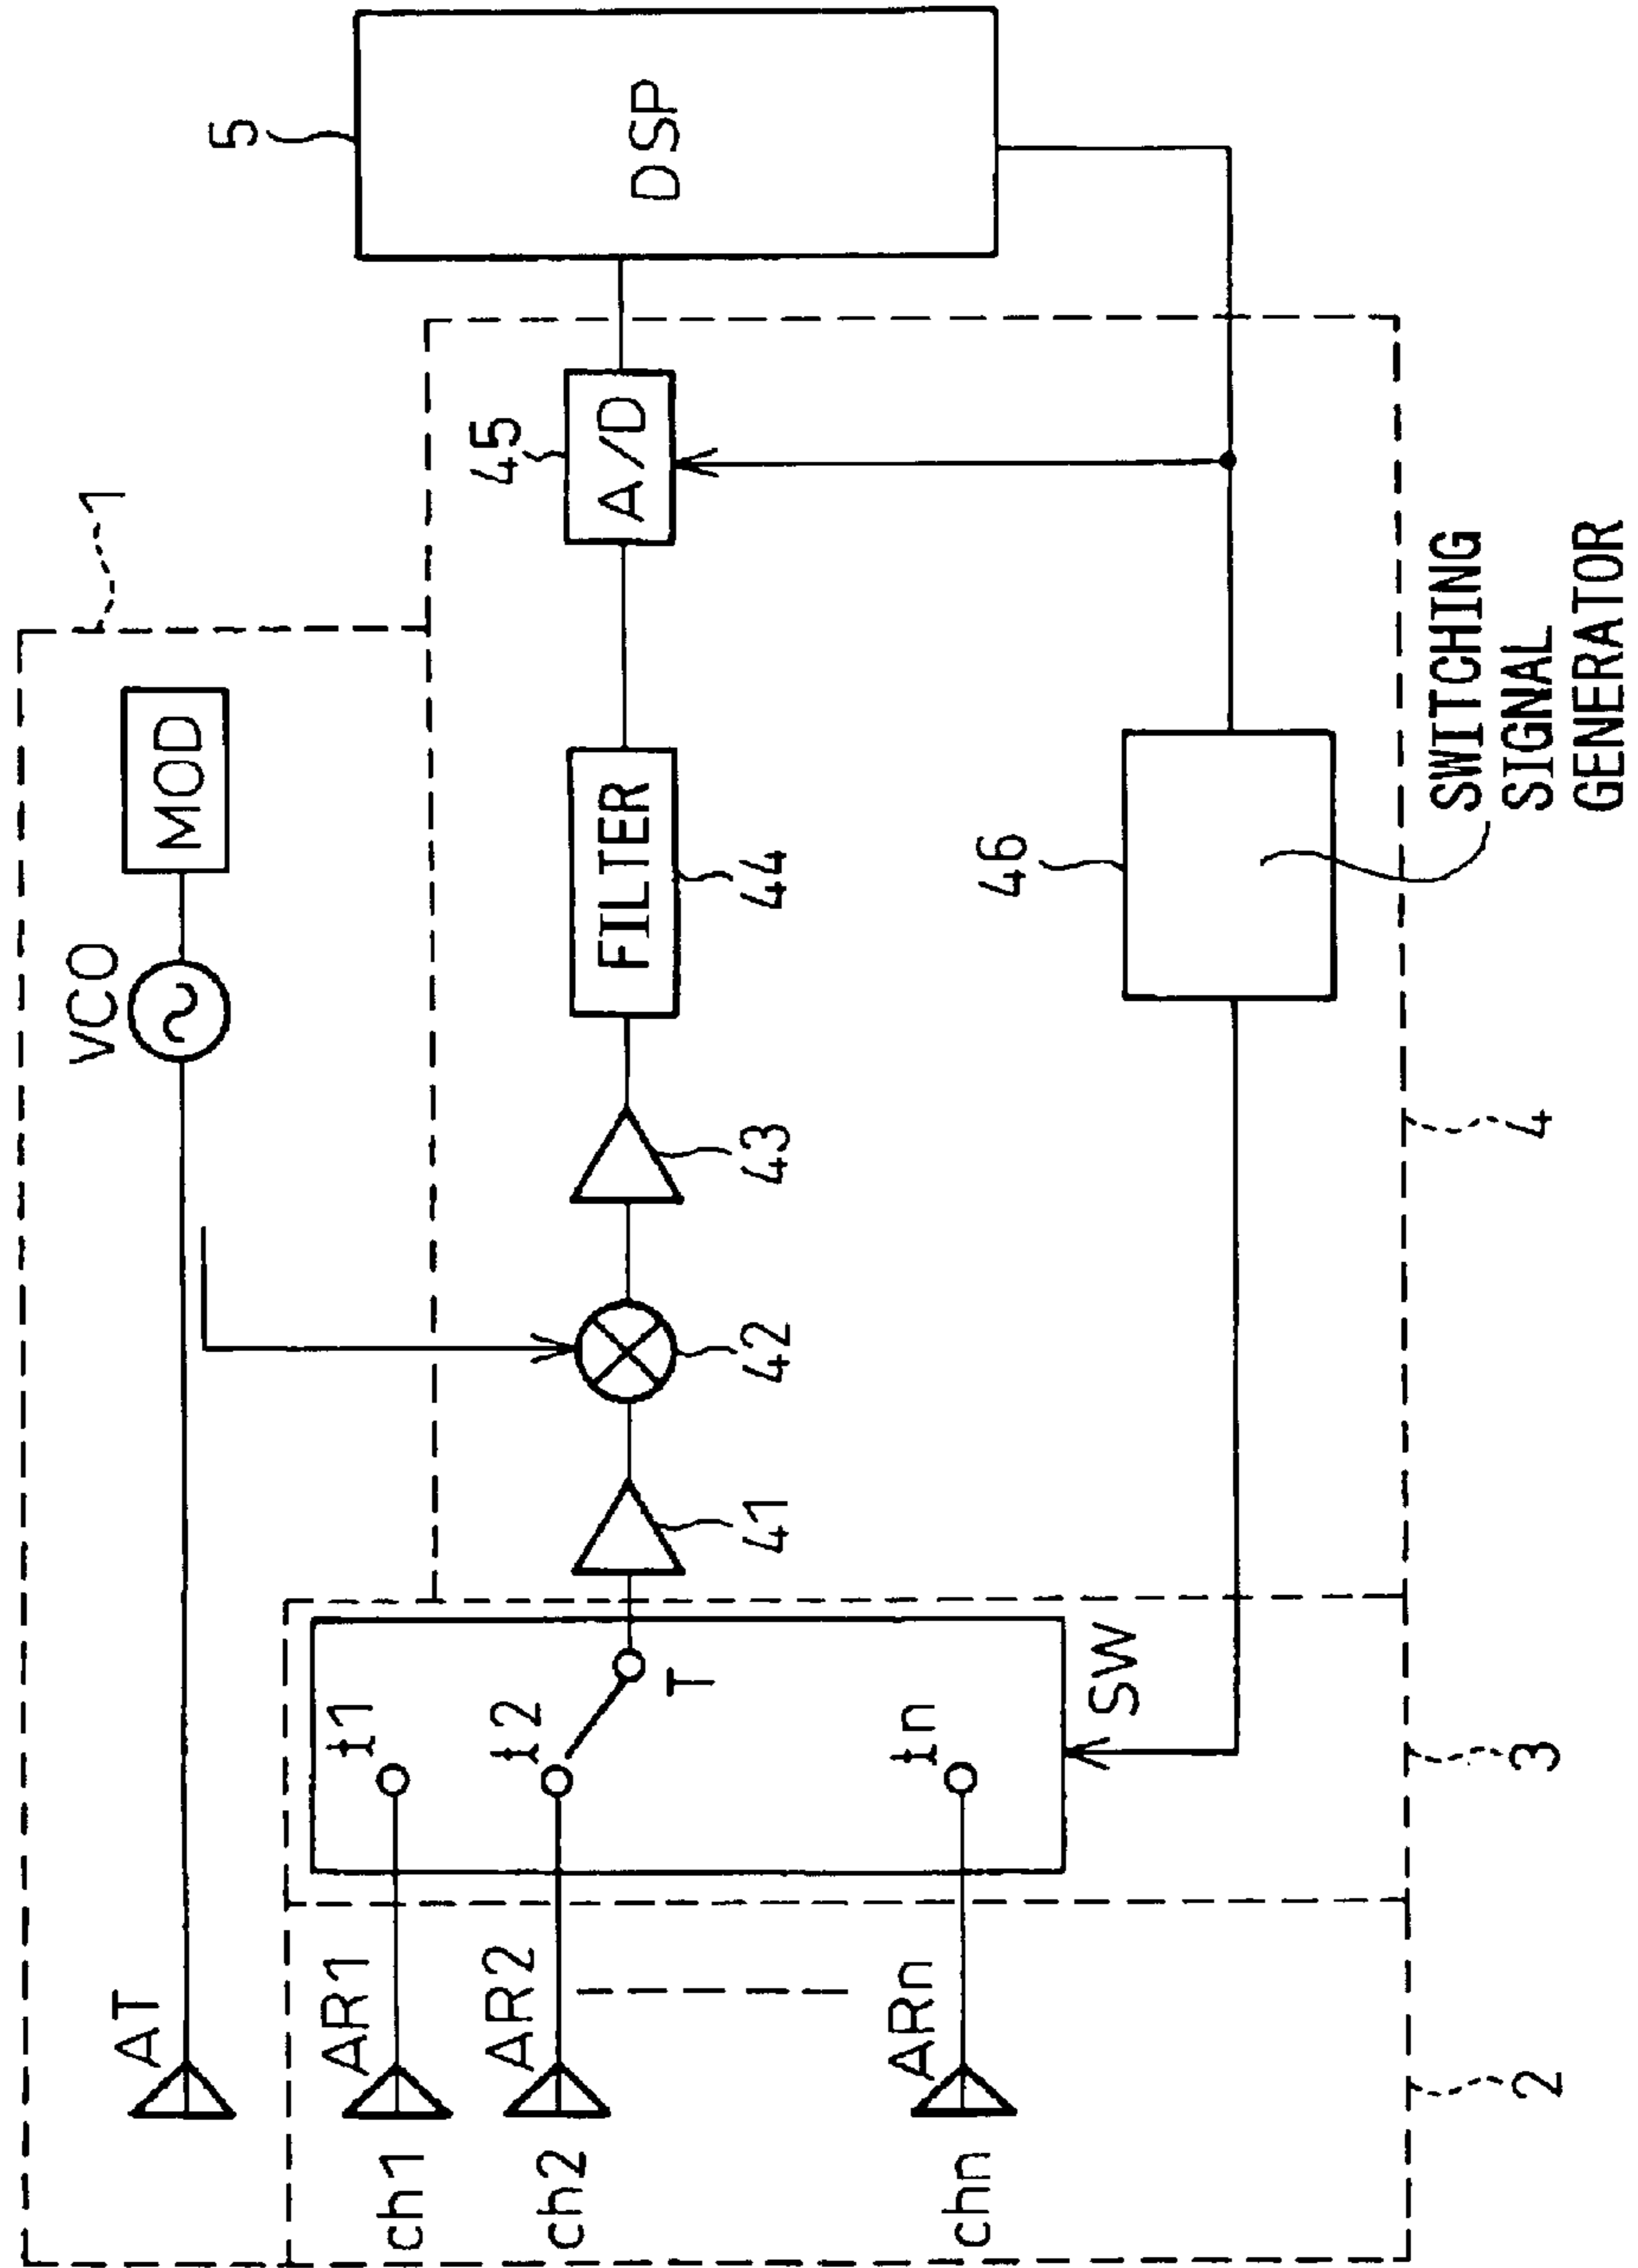 1
MOD
VCO
AT
5
DSP
45
A/D
FILTER
44
43
42
41
t1
t2
tn
T
SW
AR1
AR2
ARn
ch1
ch2
chn
46
SWITCHING
SIGNAL
GENERATOR
2
3
4